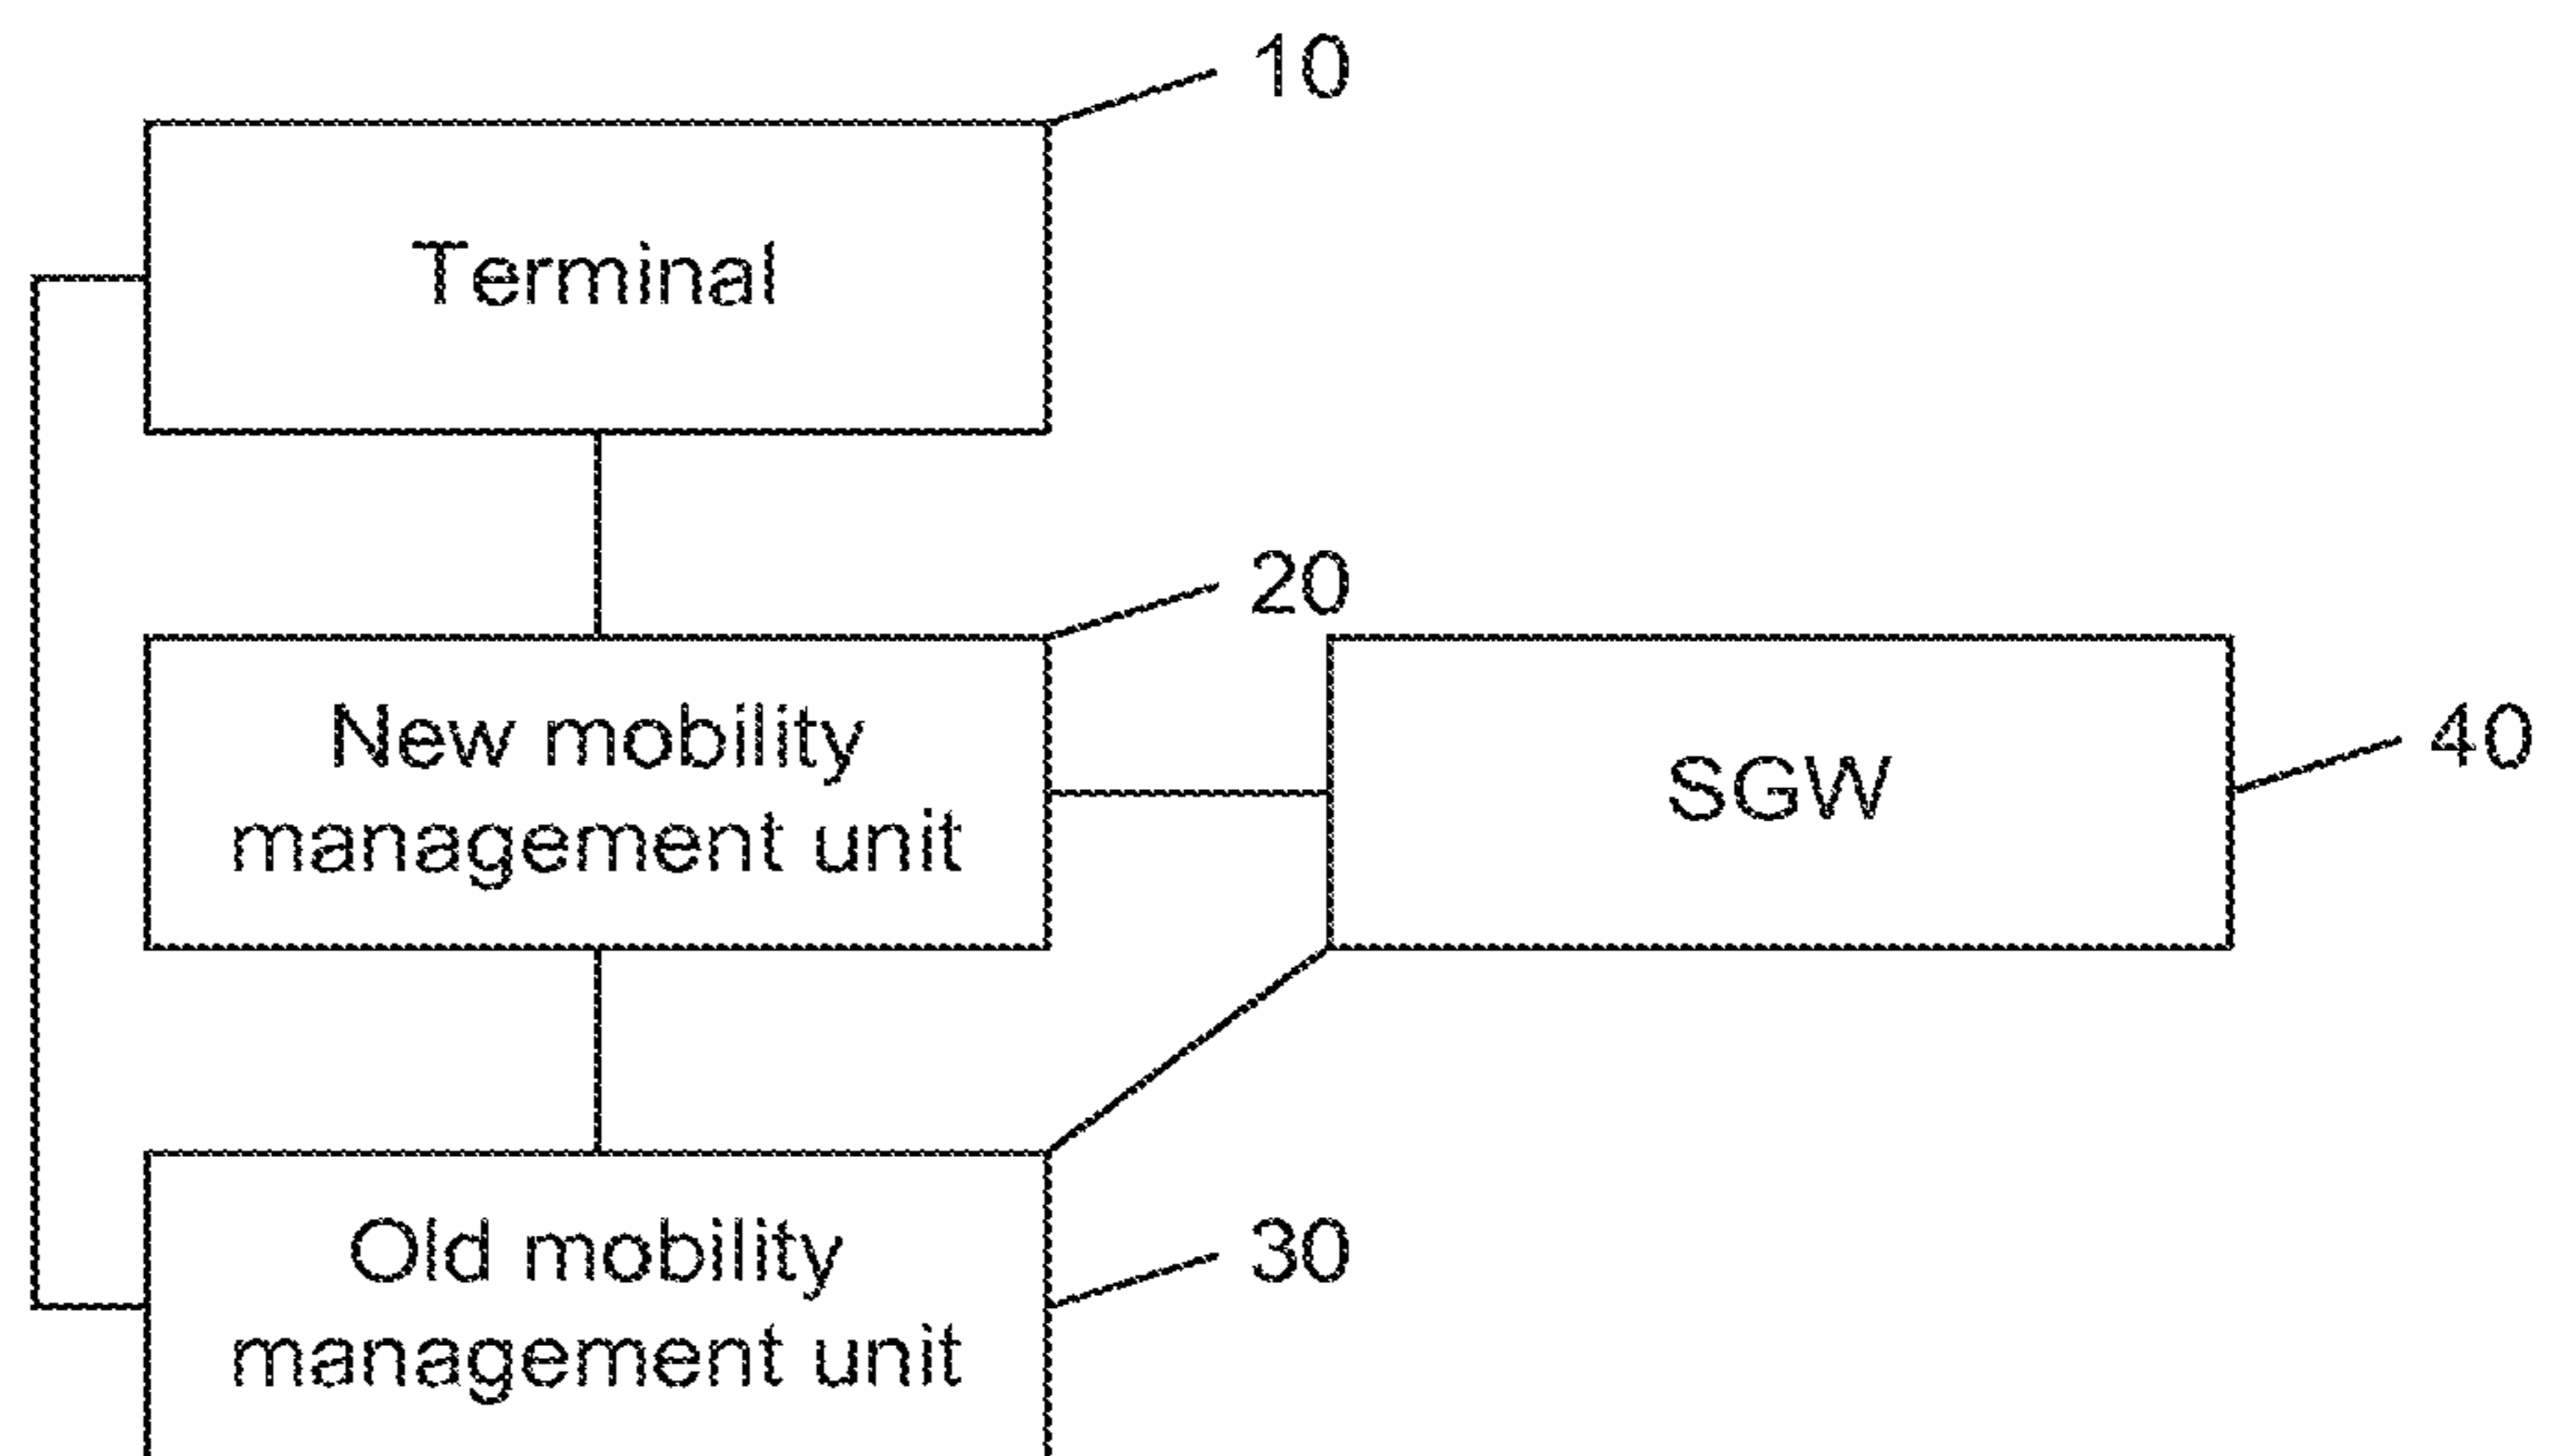 10
Terminal
20
New mobility
management unit
SGW
40
Old mobility
management unit
30